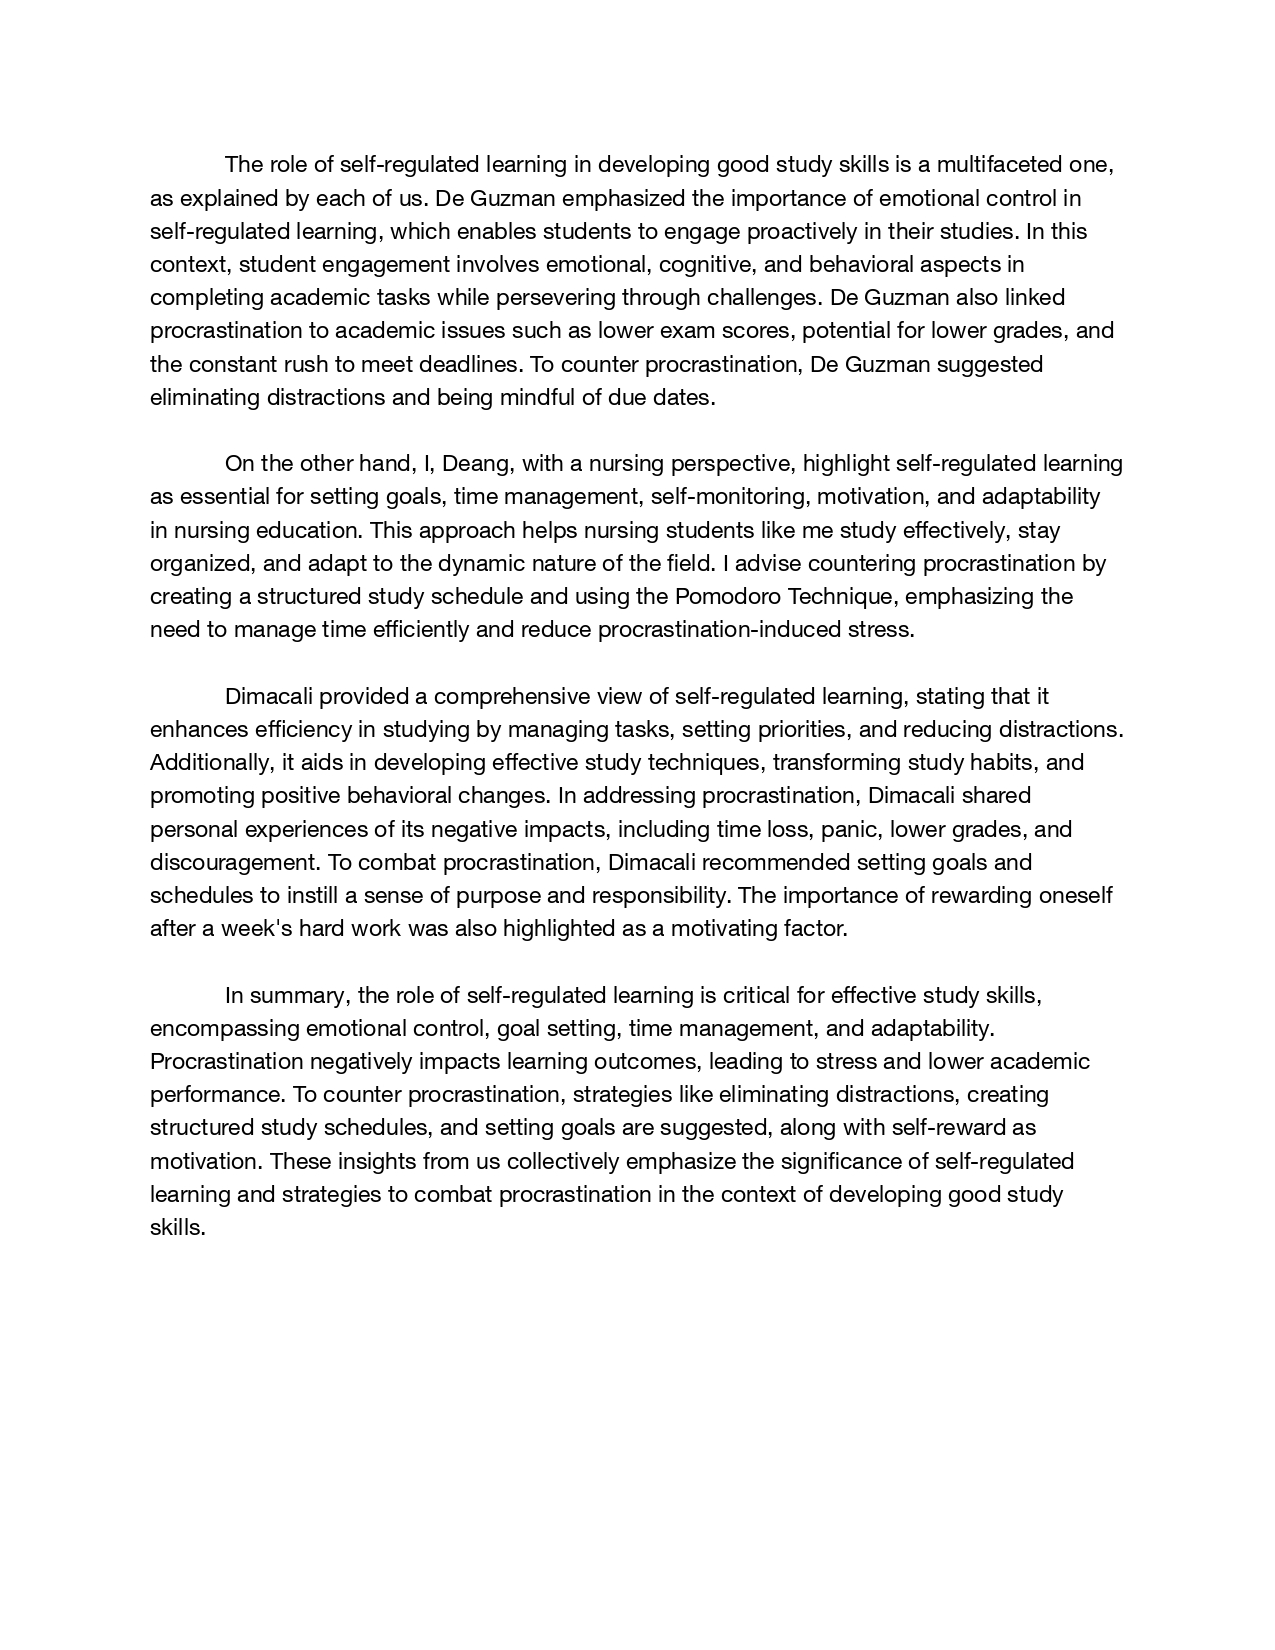 The role of self-regulated learning in developing good study skills is a multifaceted one,
as explained by each of us. De Guzman emphasized the importance of emotional control in
self-regulated learning, which enables students to engage proactively in their studies. In this
context, student engagement involves emotional, cognitive, and behavioral aspects in
completing academic tasks while persevering through challenges. De Guzman also linked
procrastination to academic issues such as lower exam scores, potential for lower grades, and
the constant rush to meet deadlines. To counter procrastination, De Guzman suggested
eliminating distractions and being mindful of due dates.
On the other hand, I, Deang, with a nursing perspective, highlight self-regulated learning
as essential for setting goals, time management, self-monitoring, motivation, and adaptability
in nursing education. This approach helps nursing students like me study effectively, stay
organized, and adapt to the dynamic nature of the field. I advise countering procrastination by
creating a structured study schedule and using the Pomodoro Technique, emphasizing the
need to manage time efficiently and reduce procrastination-induced stress.
Dimacali provided a comprehensive view of self-regulated learning, stating that it
enhances efficiency in studying by managing tasks, setting priorities, and reducing distractions.
Additionally, it aids in developing effective study techniques, transforming study habits, and
promoting positive behavioral changes. In addressing procrastination, Dimacali shared
personal experiences of its negative impacts, including time loss, panic, lower grades, and
discouragement. To combat procrastination, Dimacali recommended setting goals and
schedules to instill a sense of purpose and responsibility. The importance of rewarding oneself
after a week's hard work was also highlighted as a motivating factor.
In summary, the role of self-regulated learning is critical for effective study skills,
encompassing emotional control, goal setting, time management, and adaptability.
Procrastination negatively impacts learning outcomes, leading to stress and lower academic
performance. To counter procrastination, strategies like eliminating distractions, creating
structured study schedules, and setting goals are suggested, along with self-reward as
motivation. These insights from us collectively emphasize the significance of self-regulated
learning and strategies to combat procrastination in the context of developing good study
skills.